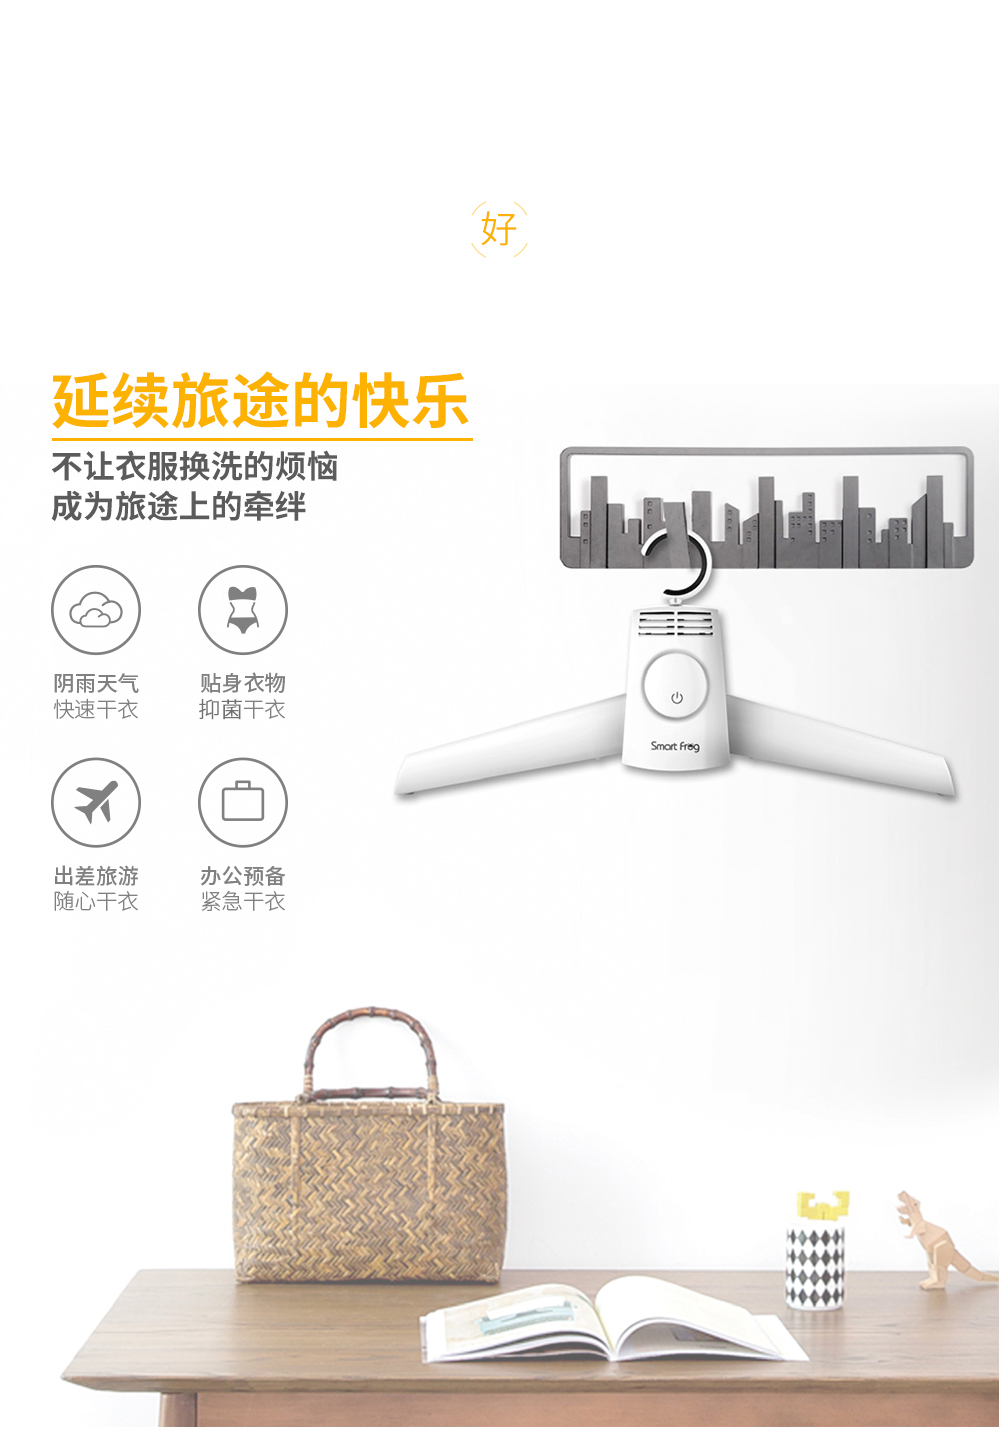 好
延续旅途的快乐
不让衣服换洗的烦恼
成为旅途上的牵绊
阴雨天气
快速干衣
贴身衣物
抑菌干衣
Smart Frog
出差旅游
随心干衣
办公预备
紧急干衣